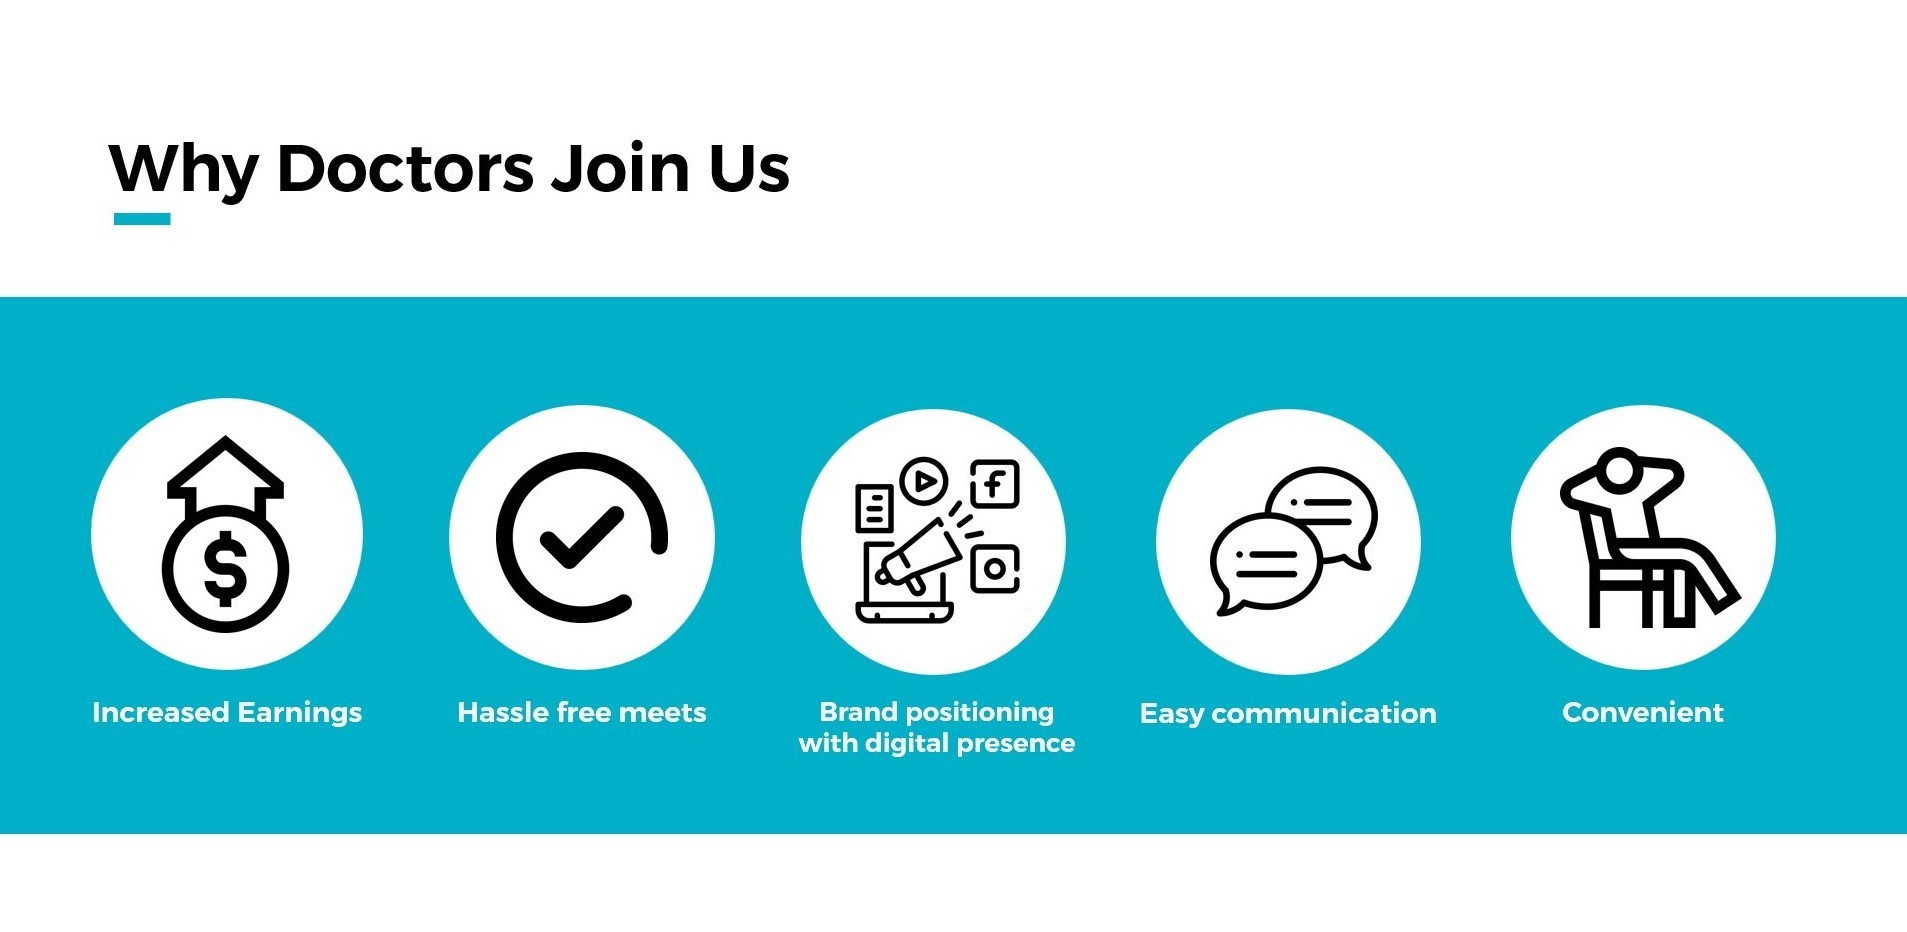 Why Doctors Join Us
$
f
Increased Earnings
Hassle free meets
Brand positioning
with digital presence
Easy communication
Convenient